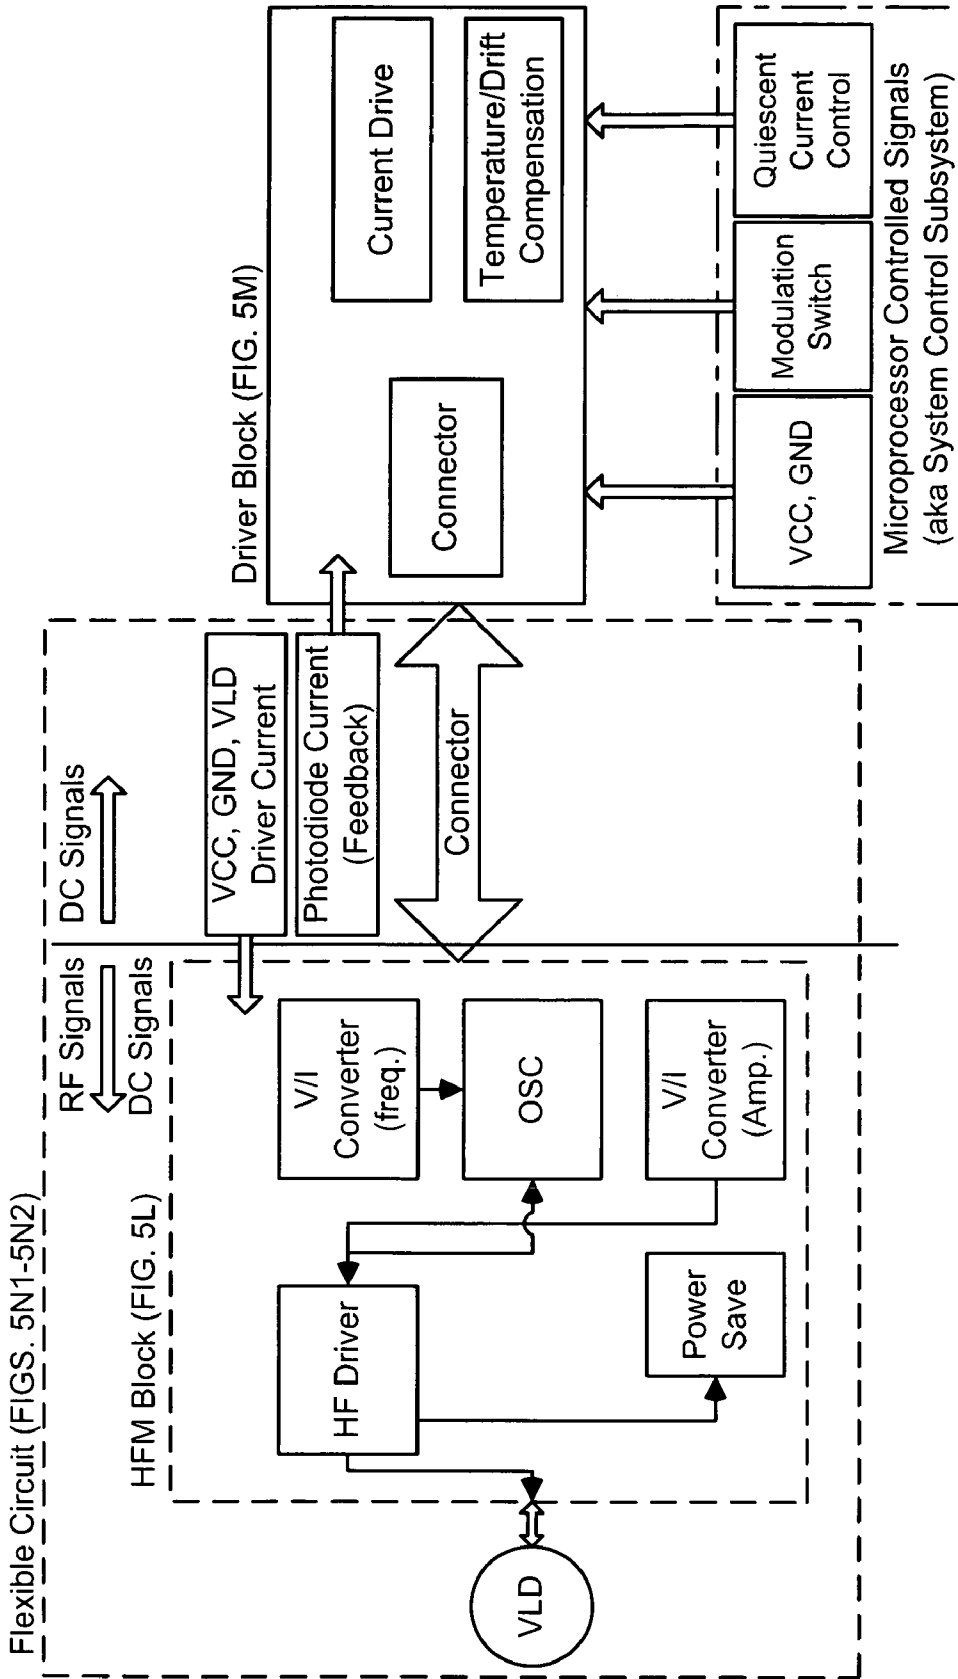 Flexible Circuit (FIGS. 5N1-5N2)
RF Signals
DC Signals
DC Signals
HFM Block (FIG. 5L)
VLD
HF Driver
Power
Save
V/I
Converter
(freq.)
OSC
V/I
Converter
(Amp.)
VCC, GND, VLD
Driver Current
Photodiode Current
(Feedback)
Connector
Driver Block (FIG. 5M)
Connector
Current Drive
Temperature/Drift
Compensation
VCC, GND
Modulation
Switch
Quiescent
Current
Control
Microprocessor Controlled Signals
(aka System Control Subsystem)